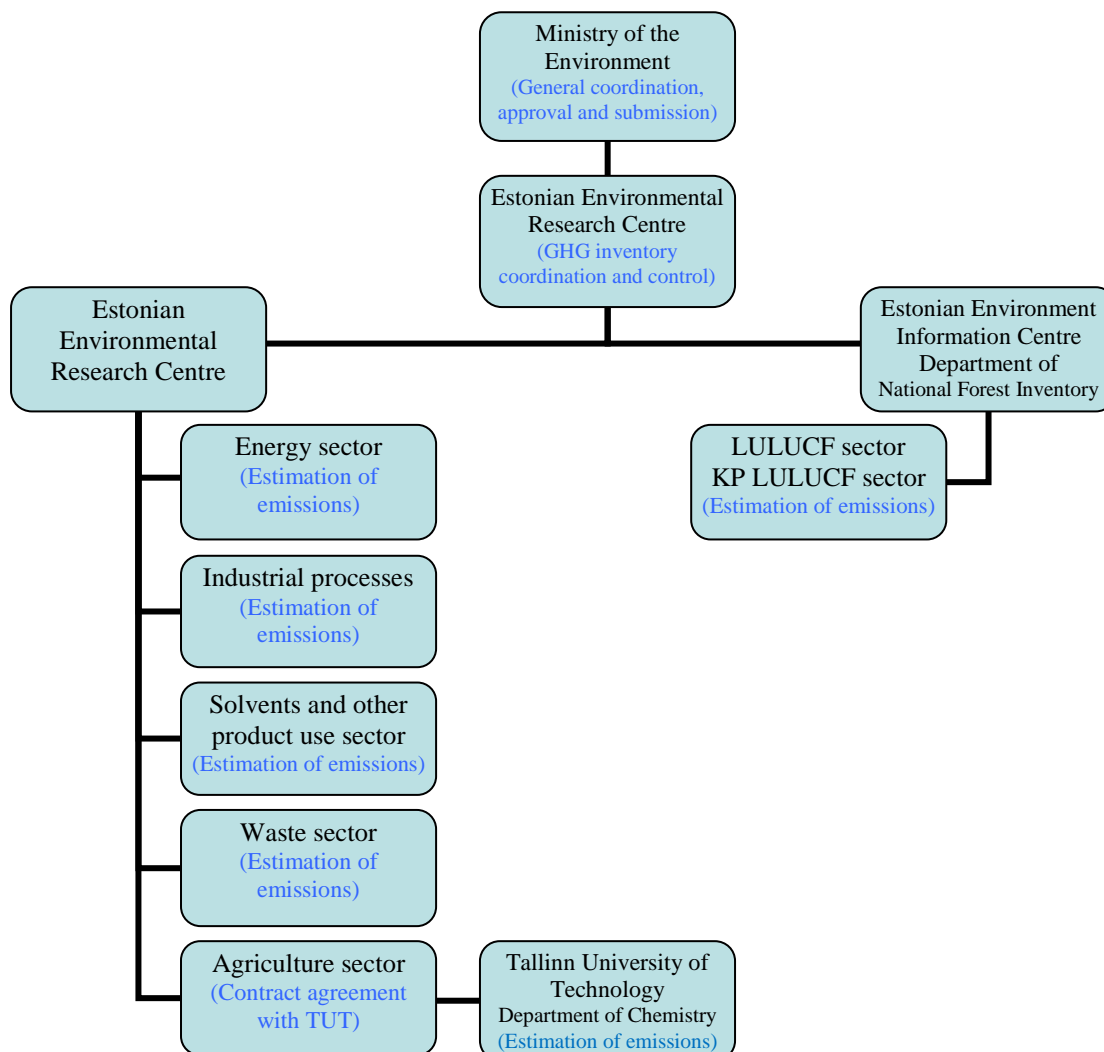 Ministry of the
Environment
(General coordination,
approval and submission)
Estonian Environmental
Research Centre
(GHG inventory
coordination and control)
Estonian
Environmental
Research Centre
Estonian Environment
Information Centre
Department of
National Forest Inventory
Energy sector
(Estimation of
emissions)
LULUCF sector
KP LULUCF sector
(Estimation of emissions)
Industrial processes
(Estimation of
emissions)
Solvents and other
product use sector
(Estimation of emissions)
Waste sector
(Estimation of
emissions)
Agriculture sector
(Contract agreement
with TUT)
Tallinn University of
Technology
Department of Chemistry
(Estimation of emissions)